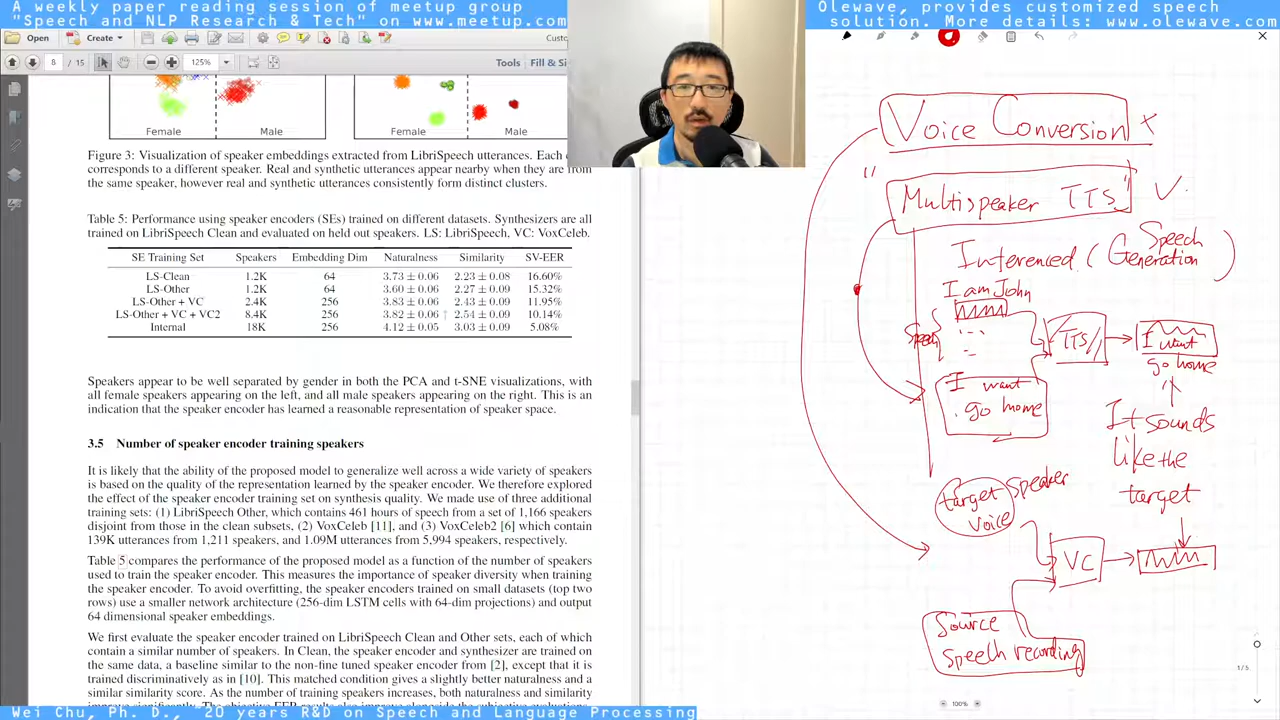 A weekly paper reading session of meetup group
"Speech and NLP Research & Tech" on www.meetup.com.
Olewave, provides customized speech
solution. More details: www.olewave.com
Open
Create
Custo
8 / 15
125%
Tools
Fill & Si
Female
Male
Female
Male
Figure 3: Visualization of speaker embeddings extracted from LibriSpeech utterances. Each
corresponds to a different speaker. Real and synthetic utterances appear nearby when they are from
the same speaker, however real and synthetic utterances consistently form distinct clusters.
Table 5: Performance using speaker encoders (SEs) trained on different datasets. Synthesizers are all
trained on LibriSpeech Clean and evaluated on held out speakers. LS: LibriSpeech, VC: VoxCeleb.
SE Training Set Speakers Embedding Dim Naturalness Similarity SV-EER
LS-Clean 1.2K 64 3.73 ± 0.06 2.23 ± 0.08 16.60%
LS-Other 1.2K 64 3.60 ± 0.06 2.27 ± 0.09 15.32%
LS-Other + VC 2.4K 256 3.83 ± 0.06 2.43 ± 0.09 11.95%
LS-Other + VC + VC2 8.4K 256 3.82 ± 0.06 2.54 ± 0.09 10.14%
Internal 18K 256 4.12 ± 0.05 3.03 ± 0.09 5.08%
Speakers appear to be well separated by gender in both the PCA and t-SNE visualizations, with
all female speakers appearing on the left, and all male speakers appearing on the right. This is an
indication that the speaker encoder has learned a reasonable representation of speaker space.
3.5 Number of speaker encoder training speakers
It is likely that the ability of the proposed model to generalize well across a wide variety of speakers
is based on the quality of the representation learned by the speaker encoder. We therefore explored
the effect of the speaker encoder training set on synthesis quality. We made use of three additional
training sets: (1) LibriSpeech Other, which contains 461 hours of speech from a set of 1,166 speakers
disjoint from those in the clean subsets, (2) VoxCeleb [11], and (3) VoxCeleb2 [6] which contain
139K utterances from 1,211 speakers, and 1.09M utterances from 5,994 speakers, respectively.
Table 5 compares the performance of the proposed model as a function of the number of speakers
used to train the speaker encoder. This measures the importance of speaker diversity when training
the speaker encoder. To avoid overfitting, the speaker encoders trained on small datasets (top two
rows) use a smaller network architecture (256-dim LSTM cells with 64-dim projections) and output
64 dimensional speaker embeddings.
We first evaluate the speaker encoder trained on LibriSpeech Clean and Other sets, each of which
contain a similar number of speakers. In Clean, the speaker encoder and synthesizer are trained on
the same data, a baseline similar to the non-fine tuned speaker encoder from [2], except that it is
trained discriminatively as in [10]. This matched condition gives a slightly better naturalness and a
similar similarity score. As the number of training speakers increases, both naturalness and similarity
Voice Conversion x
"Multispeaker TTS" V
Inferenced (Speech
Generation)
I am John
Speech
TTS
I want
go home
I want
go home
It sounds
like the
target
target speaker
voice
VC
Source
speech recording
1/5
100%
Wei Chu, Ph. D., 20 years R&D on Speech and Language Processing